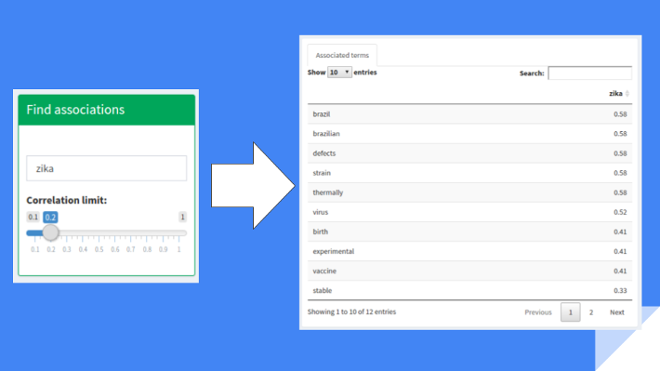 Find associations
zika
Correlation limit:
0.1 0.2 1
0.1 0.2 0.3 0.4 0.5 0.6 0.7 0.8 0.9 1
Associated terms
Show 10 entries Search:
zika
brazil 0.58
brazilian 0.58
defects 0.58
strain 0.58
thermally 0.58
virus 0.52
birth 0.41
experimental 0.41
vaccine 0.41
stable 0.33
Showing 1 to 10 of 12 entries Previous 1 2 Next